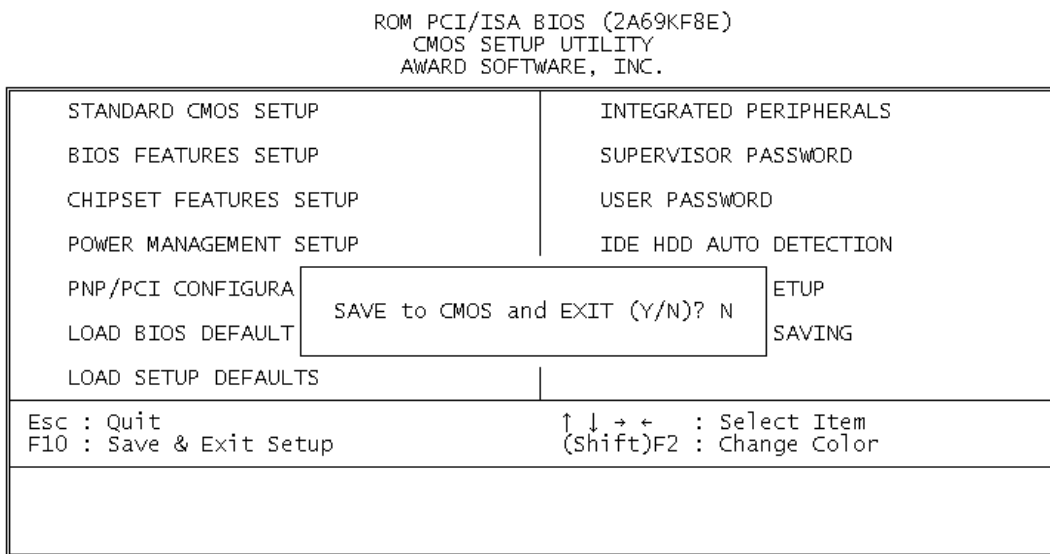 ROM PCI/ISA BIOS (2A69KF8E)
CMOS SETUP UTILITY
AWARD SOFTWARE, INC.
STANDARD CMOS SETUP
BIOS FEATURES SETUP
CHIPSET FEATURES SETUP
POWER MANAGEMENT SETUP
PNP/PCI CONFIGURA
LOAD BIOS DEFAULT
LOAD SETUP DEFAULTS
INTEGRATED PERIPHERALS
SUPERVISOR PASSWORD
USER PASSWORD
IDE HDD AUTO DETECTION
ETUP
SAVING
SAVE to CMOS and EXIT (Y/N)? N
Esc : Quit
F10 : Save & Exit Setup
↑ ↓ → ← : Select Item
(Shift)F2 : Change Color